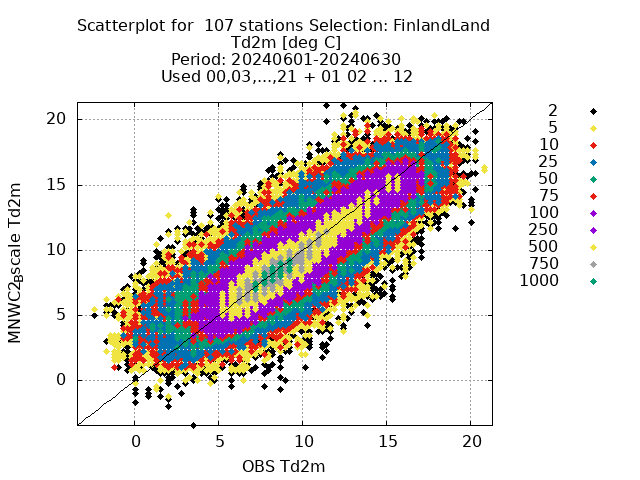 Scatterplot for  107 stations Selection: FinlandLand
Td2m [deg C]
Period: 20240601-20240630
Used 00,03,...,21 + 01 02 ... 12
20
15
10
5
0
0 5 10 15 20
MNWC2_Bscale Td2m
OBS Td2m
2
5
10
25
50
75
100
250
500
750
1000